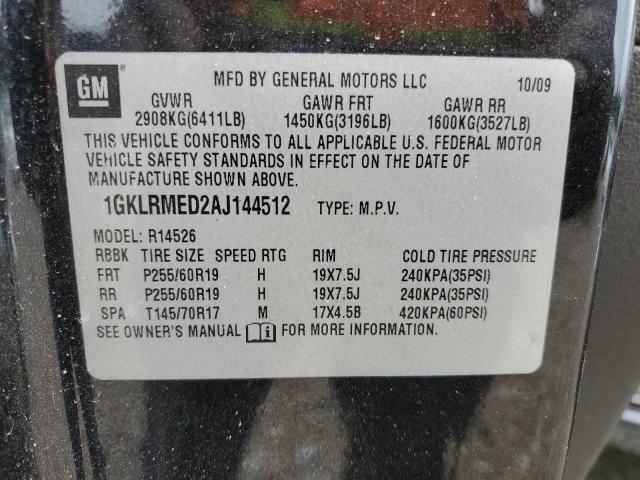 GM MFD BY GENERAL MOTORS LLC 10/09
GVWR GAWR FRT GAWR RR
2908KG(6411LB) 1450KG(3196LB) 1600KG(3527LB)
THIS VEHICLE CONFORMS TO ALL APPLICABLE U.S. FEDERAL MOTOR
VEHICLE SAFETY STANDARDS IN EFFECT ON THE DATE OF
MANUFACTURE SHOWN ABOVE.
1GKLRMED2AJ144512 TYPE: M.P.V.
MODEL: R14526
RBBK TIRE SIZE SPEED RTG RIM COLD TIRE PRESSURE
FRT P255/60R19 H 19X7.5J 240KPA(35PSI)
RR P255/60R19 H 19X7.5J 240KPA(35PSI)
SPA T145/70R17 M 17X4.5B 420KPA(60PSI)
SEE OWNER'S MANUAL FOR MORE INFORMATION.